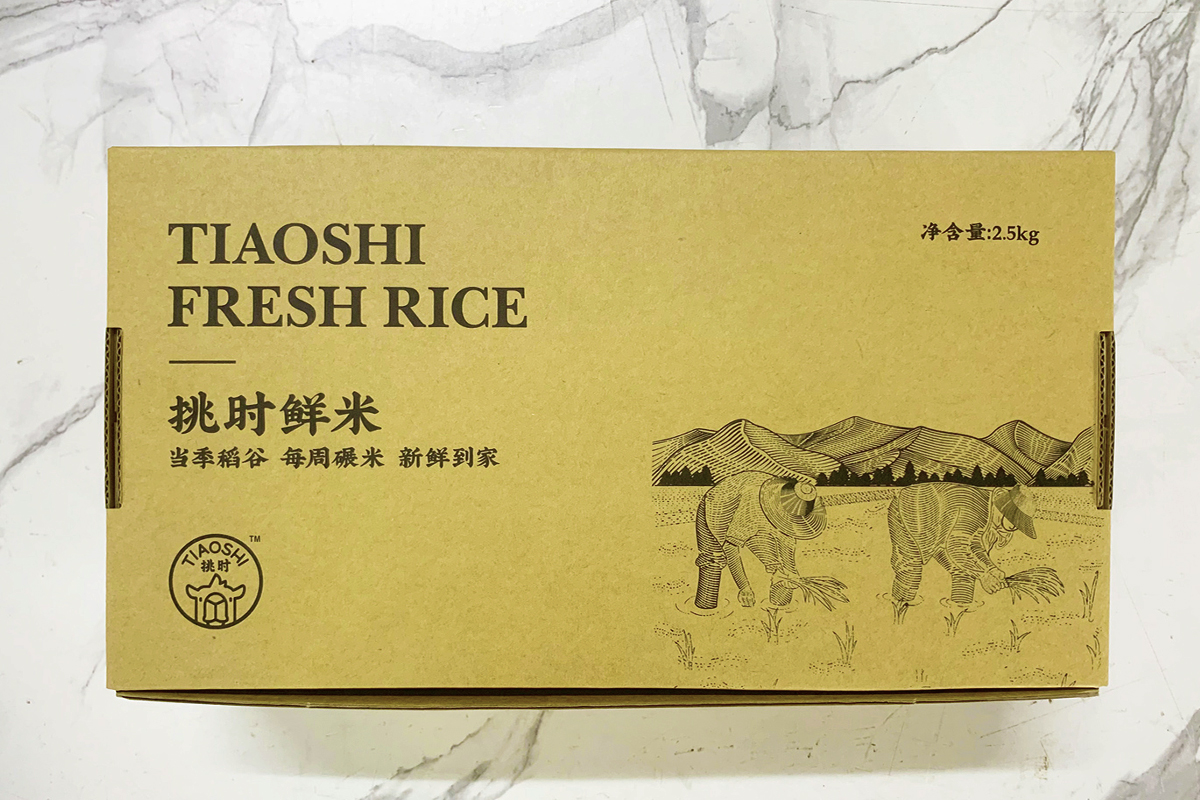 TIAOSHI
FRESH RICE
净含量:2.5kg
挑时鲜米
当季稻谷 每周碾米 新鲜到家
TIAOSHI
挑时
TM